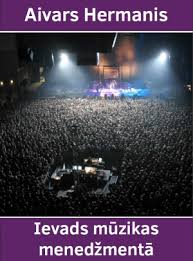 Aivars Hermanis
Ievads mūzikas
menedžmentā